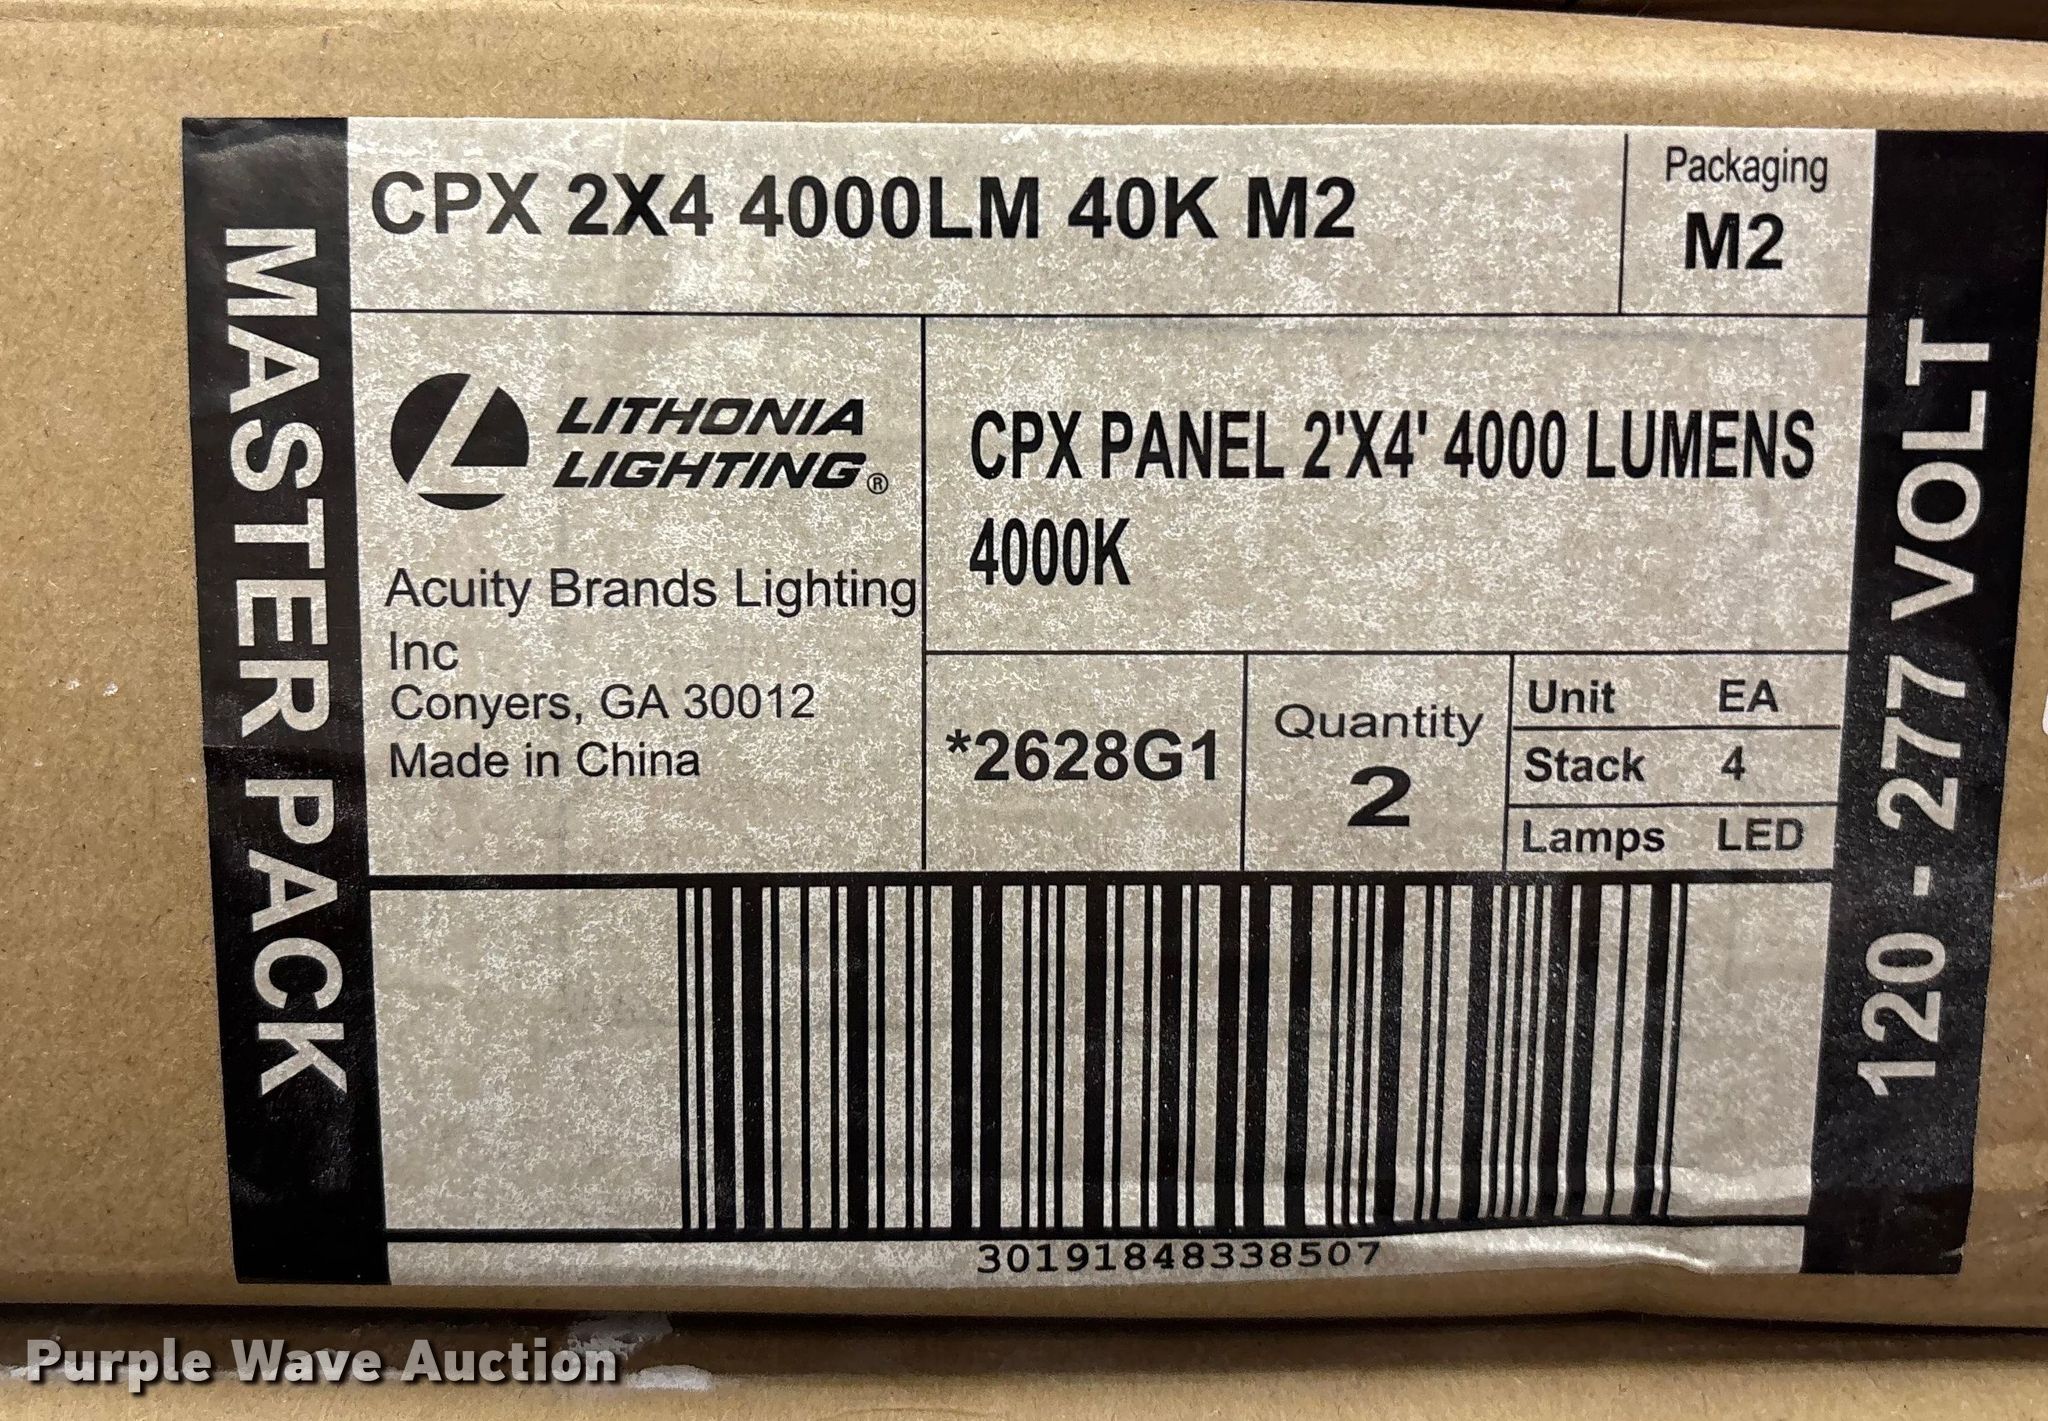 MASTER PACK
CPX 2X4 4000LM 40K M2
Packaging
M2
LITHONIA
LIGHTING®
Acuity Brands Lighting
Inc
Conyers, GA 30012
Made in China
CPX PANEL 2'X4' 4000 LUMENS
4000K
*2628G1
Quantity
2
Unit EA
Stack 4
Lamps LED
120 - 277 VOLT
30191848338507
Purple Wave Auction